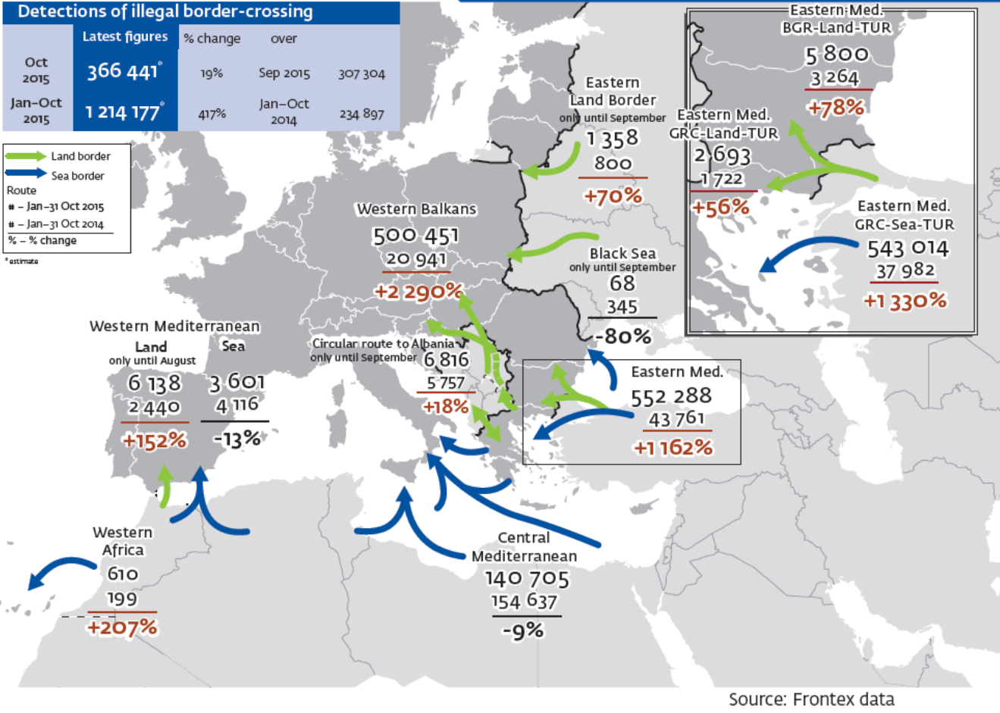 Detections of illegal border-crossing
Latest figures % change over
Oct 2015 366 441* 19% Sep 2015 307 304
Jan–Oct 2015 1 214 177* 417% Jan–Oct 2014 234 897
Land border
Sea border
Route
# – Jan–31 Oct 2015
# – Jan–31 Oct 2014
% – % change
* estimate
Eastern Med.
BGR-Land-TUR
5 800
3 264
+78%
Eastern Med.
GRC-Land-TUR
2 693
1 722
+56%
Eastern Med.
GRC-Sea-TUR
543 014
37 982
+1 330%
Eastern
Land Border
only until September
1 358
800
+70%
Western Balkans
500 451
20 941
+2 290%
Black Sea
only until September
68
345
-80%
Western Mediterranean
Land
only until August
6 138
2 440
+152%
Sea
3 601
4 116
-13%
Circular route to Albania
only until September
6 816
5 757
+18%
Eastern Med.
552 288
43 761
+1 162%
Western
Africa
610
199
+207%
Central
Mediterranean
140 705
154 637
-9%
Source: Frontex data